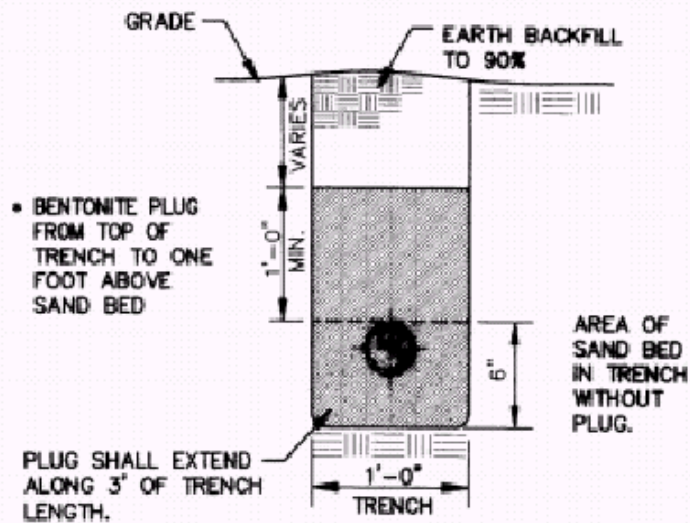 GRADE
EARTH BACKFILL
TO 90%
VARIES
• BENTONITE PLUG
FROM TOP OF
TRENCH TO ONE
FOOT ABOVE
SAND BED
1'-0"
MIN.
6"
AREA OF
SAND BED
IN TRENCH
WITHOUT
PLUG.
PLUG SHALL EXTEND
ALONG 3" OF TRENCH
LENGTH.
1'-0"
TRENCH